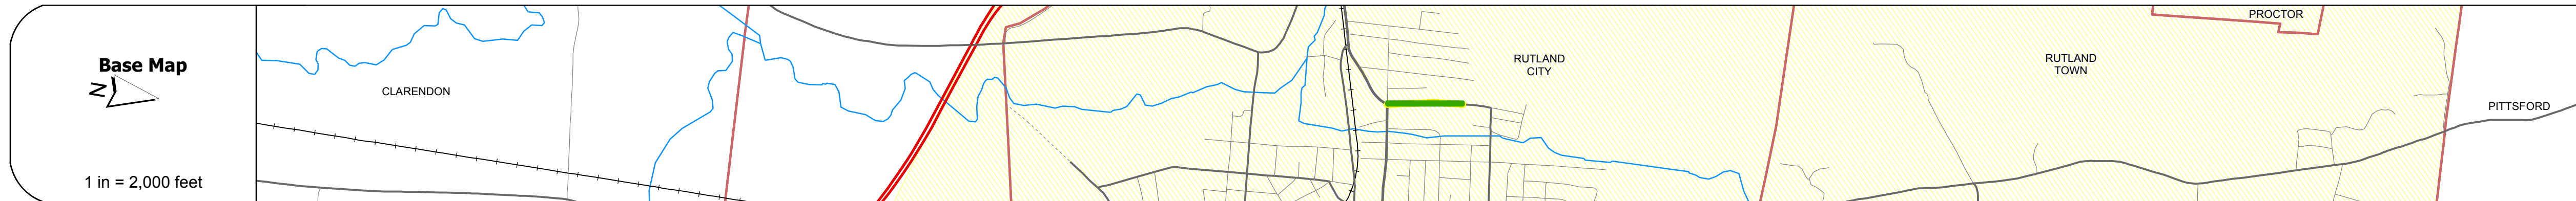 Base Map
N
1 in = 2,000 feet
CLARENDON
RUTLAND
CITY
RUTLAND
TOWN
PROCTOR
PITTSFORD